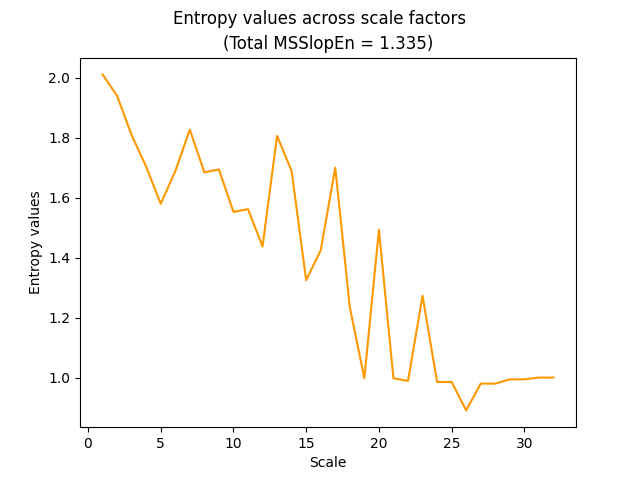 Entropy values across scale factors
(Total MSSlopEn = 1.335)
2.0
1.8
1.6
1.4
1.2
1.0
Entropy values
0 5 10 15 20 25 30
Scale